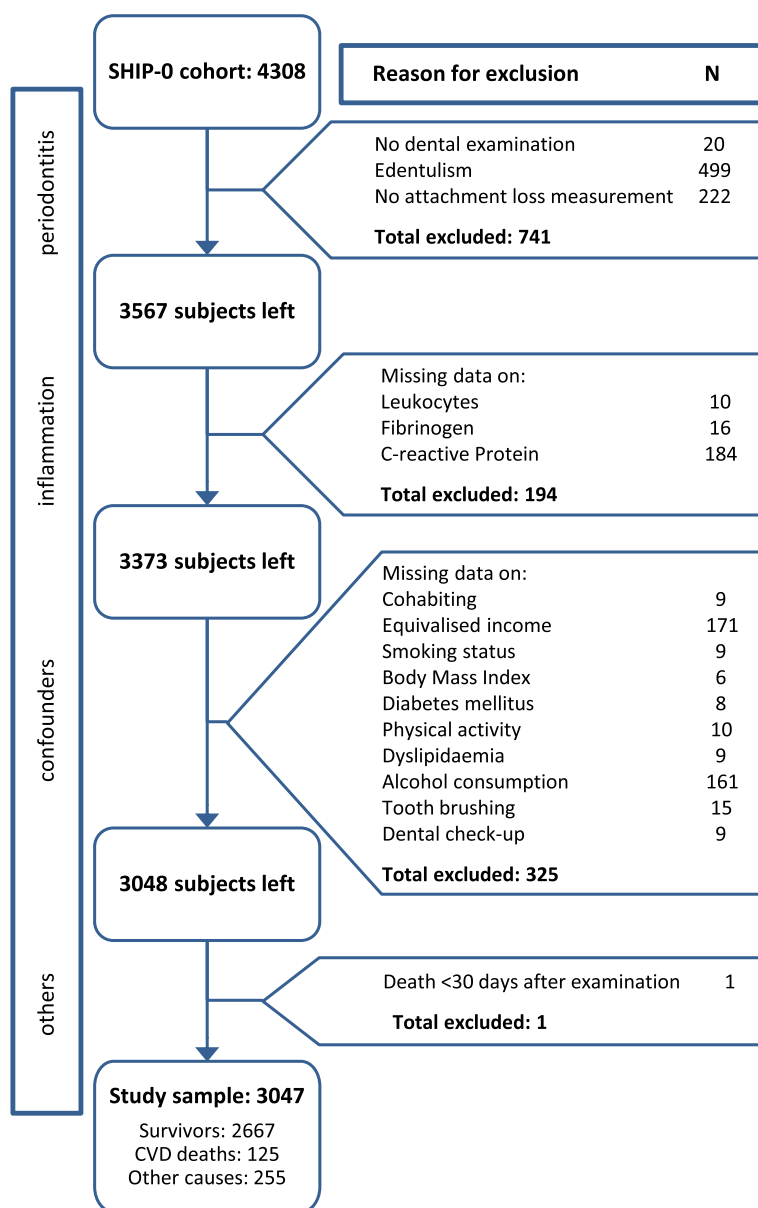 SHIP-0 cohort: 4308
Reason for exclusion N
periodontitis
No dental examination 20
Edentulism 499
No attachment loss measurement 222
Total excluded: 741
3567 subjects left
inflammation
Missing data on:
Leukocytes 10
Fibrinogen 16
C-reactive Protein 184
Total excluded: 194
3373 subjects left
confounders
Missing data on:
Cohabiting 9
Equivalised income 171
Smoking status 9
Body Mass Index 6
Diabetes mellitus 8
Physical activity 10
Dyslipidaemia 9
Alcohol consumption 161
Tooth brushing 15
Dental check-up 9
Total excluded: 325
3048 subjects left
others
Death <30 days after examination 1
Total excluded: 1
Study sample: 3047
Survivors: 2667
CVD deaths: 125
Other causes: 255